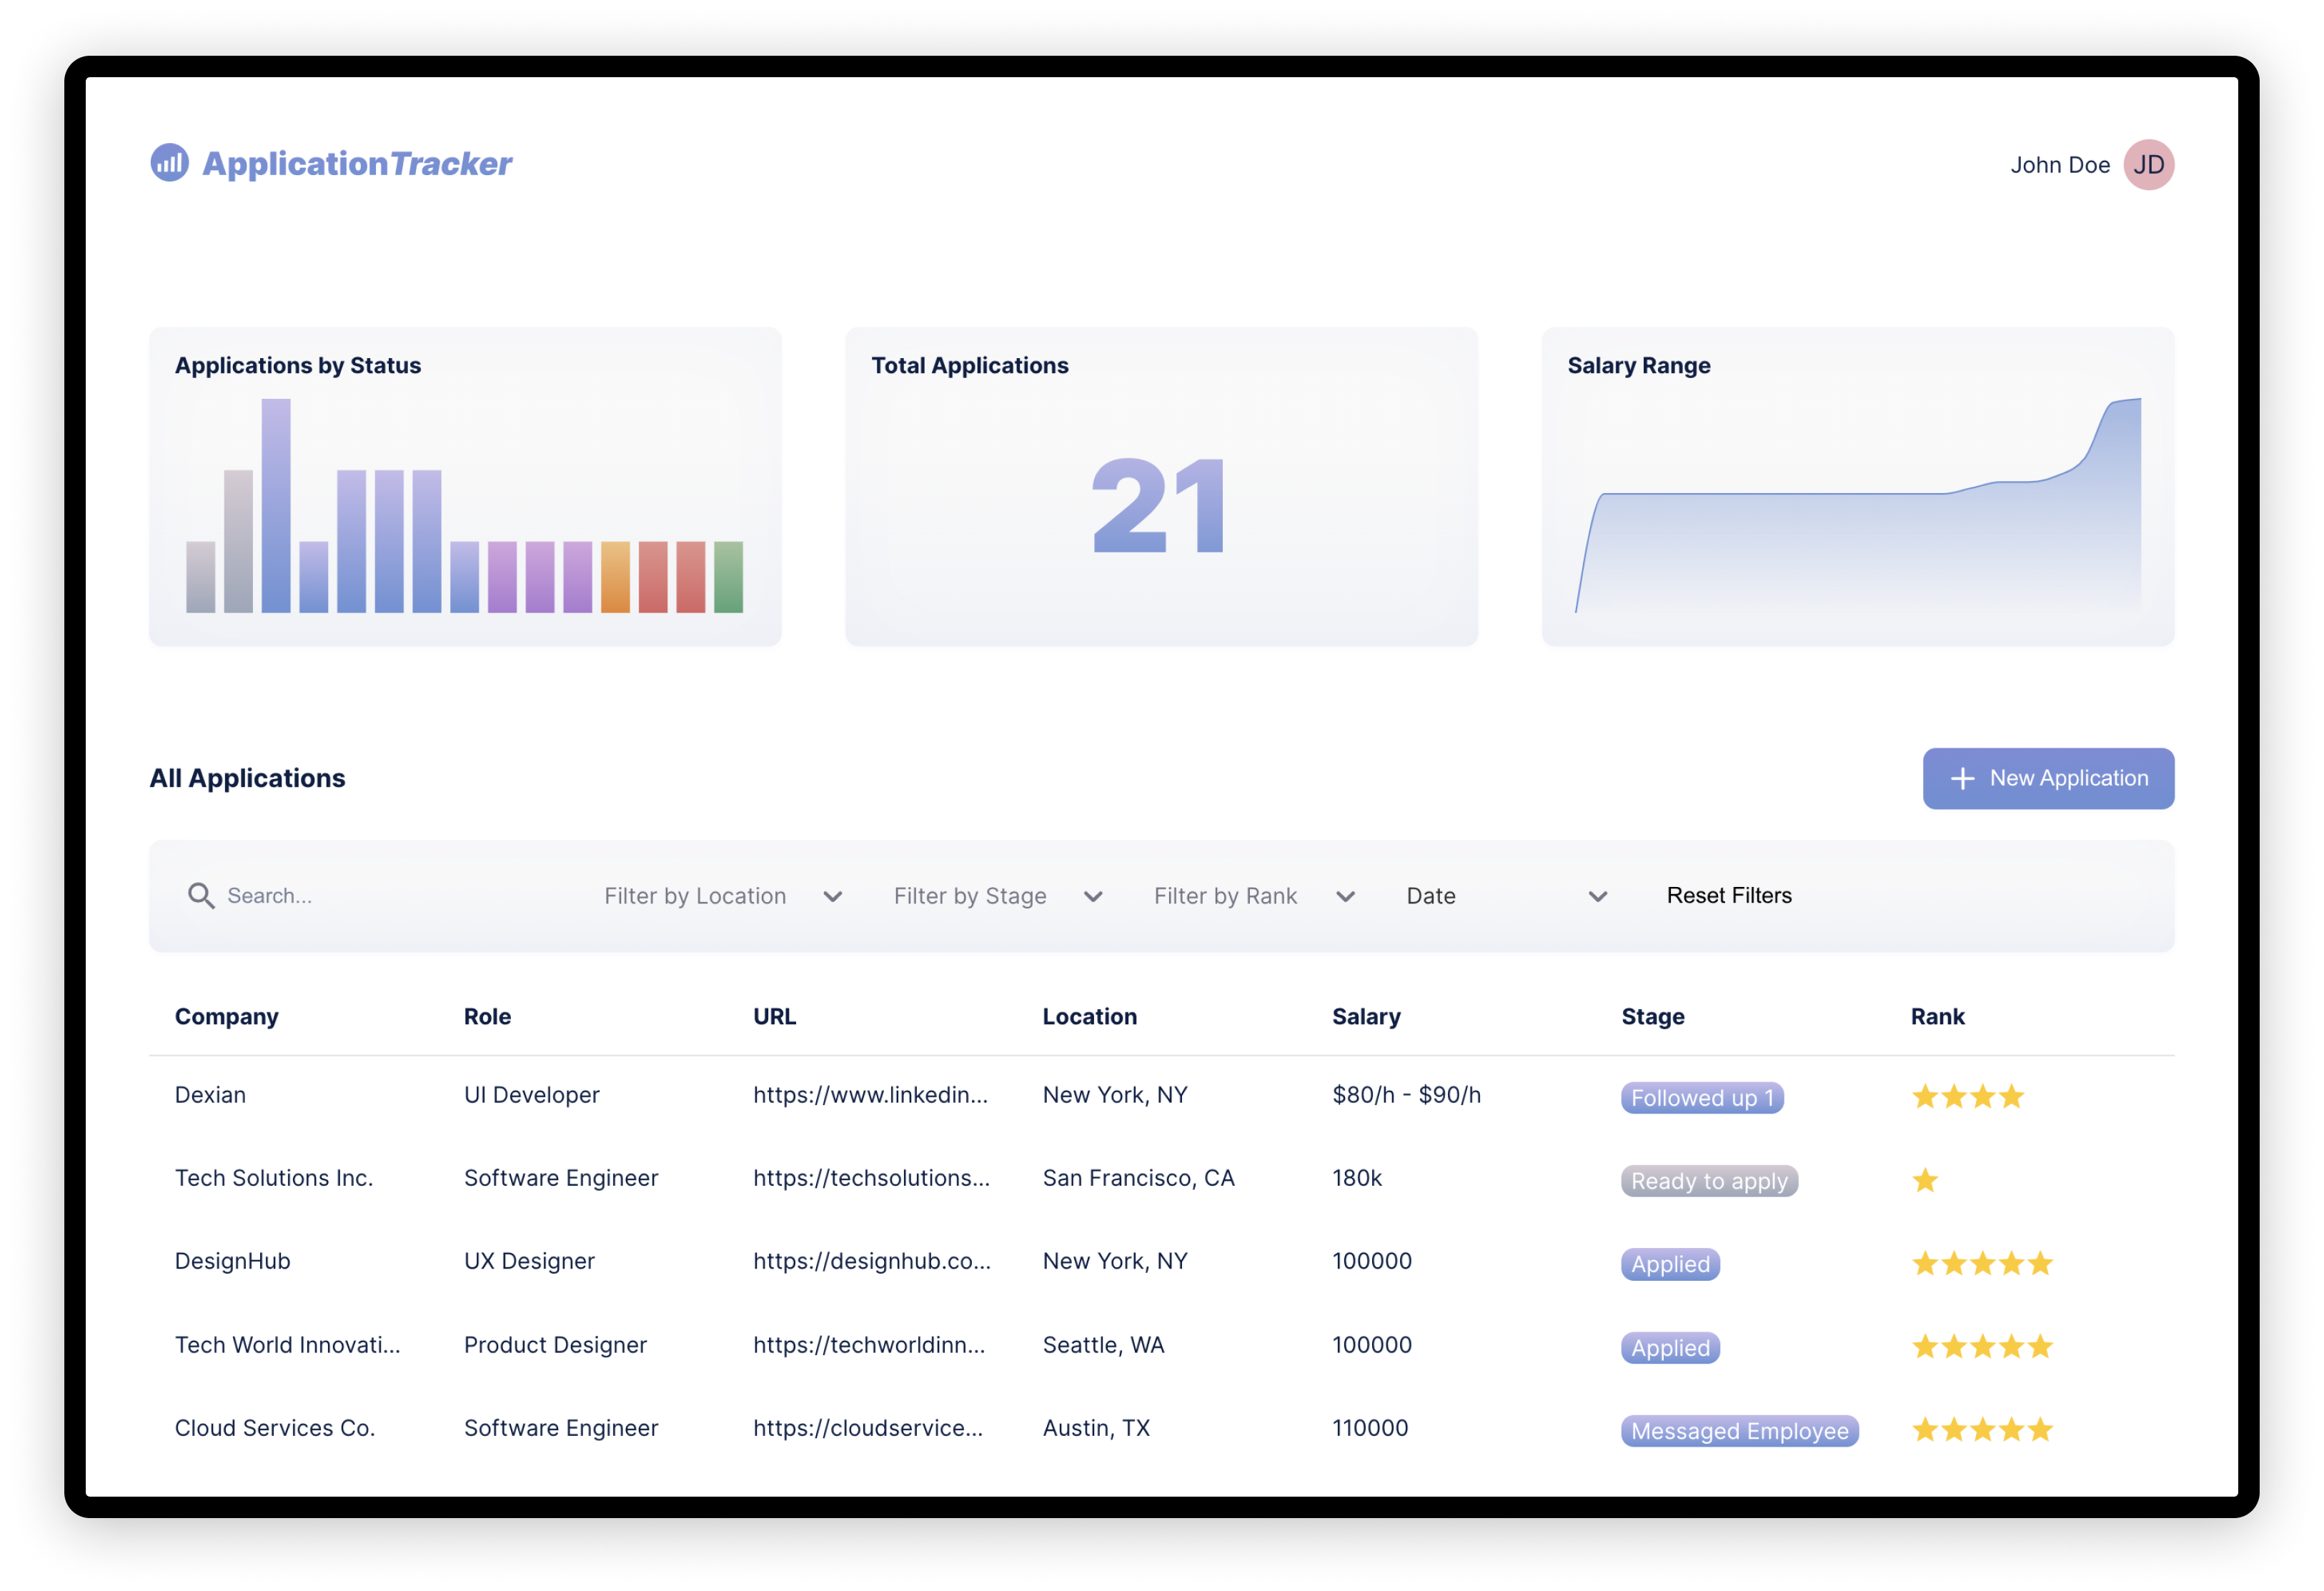 ApplicationTracker
John Doe JD
Applications by Status
Total Applications
Salary Range
21
All Applications
New Application
Search...
Filter by Location
Filter by Stage
Filter by Rank
Date
Reset Filters
Company Role URL Location Salary Stage Rank
Dexian UI Developer https://www.linkedin... New York, NY $80/h - $90/h Followed up 1
Tech Solutions Inc. Software Engineer https://techsolutions... San Francisco, CA 180k Ready to apply
DesignHub UX Designer https://designhub.co... New York, NY 100000 Applied
Tech World Innovati... Product Designer https://techworldinn... Seattle, WA 100000 Applied
Cloud Services Co. Software Engineer https://cloudservice... Austin, TX 110000 Messaged Employee